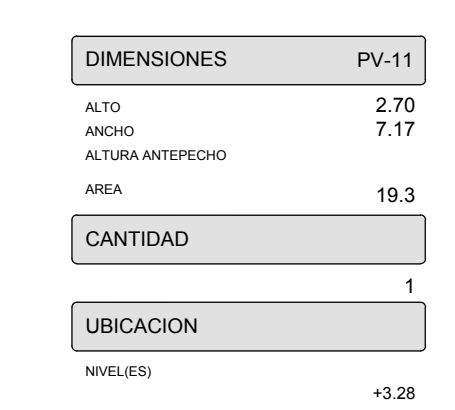 DIMENSIONES PV-11
ALTO 2.70
ANCHO 7.17
ALTURA ANTEPECHO
AREA 19.3
CANTIDAD
1
UBICACION
NIVEL(ES)
+3.28